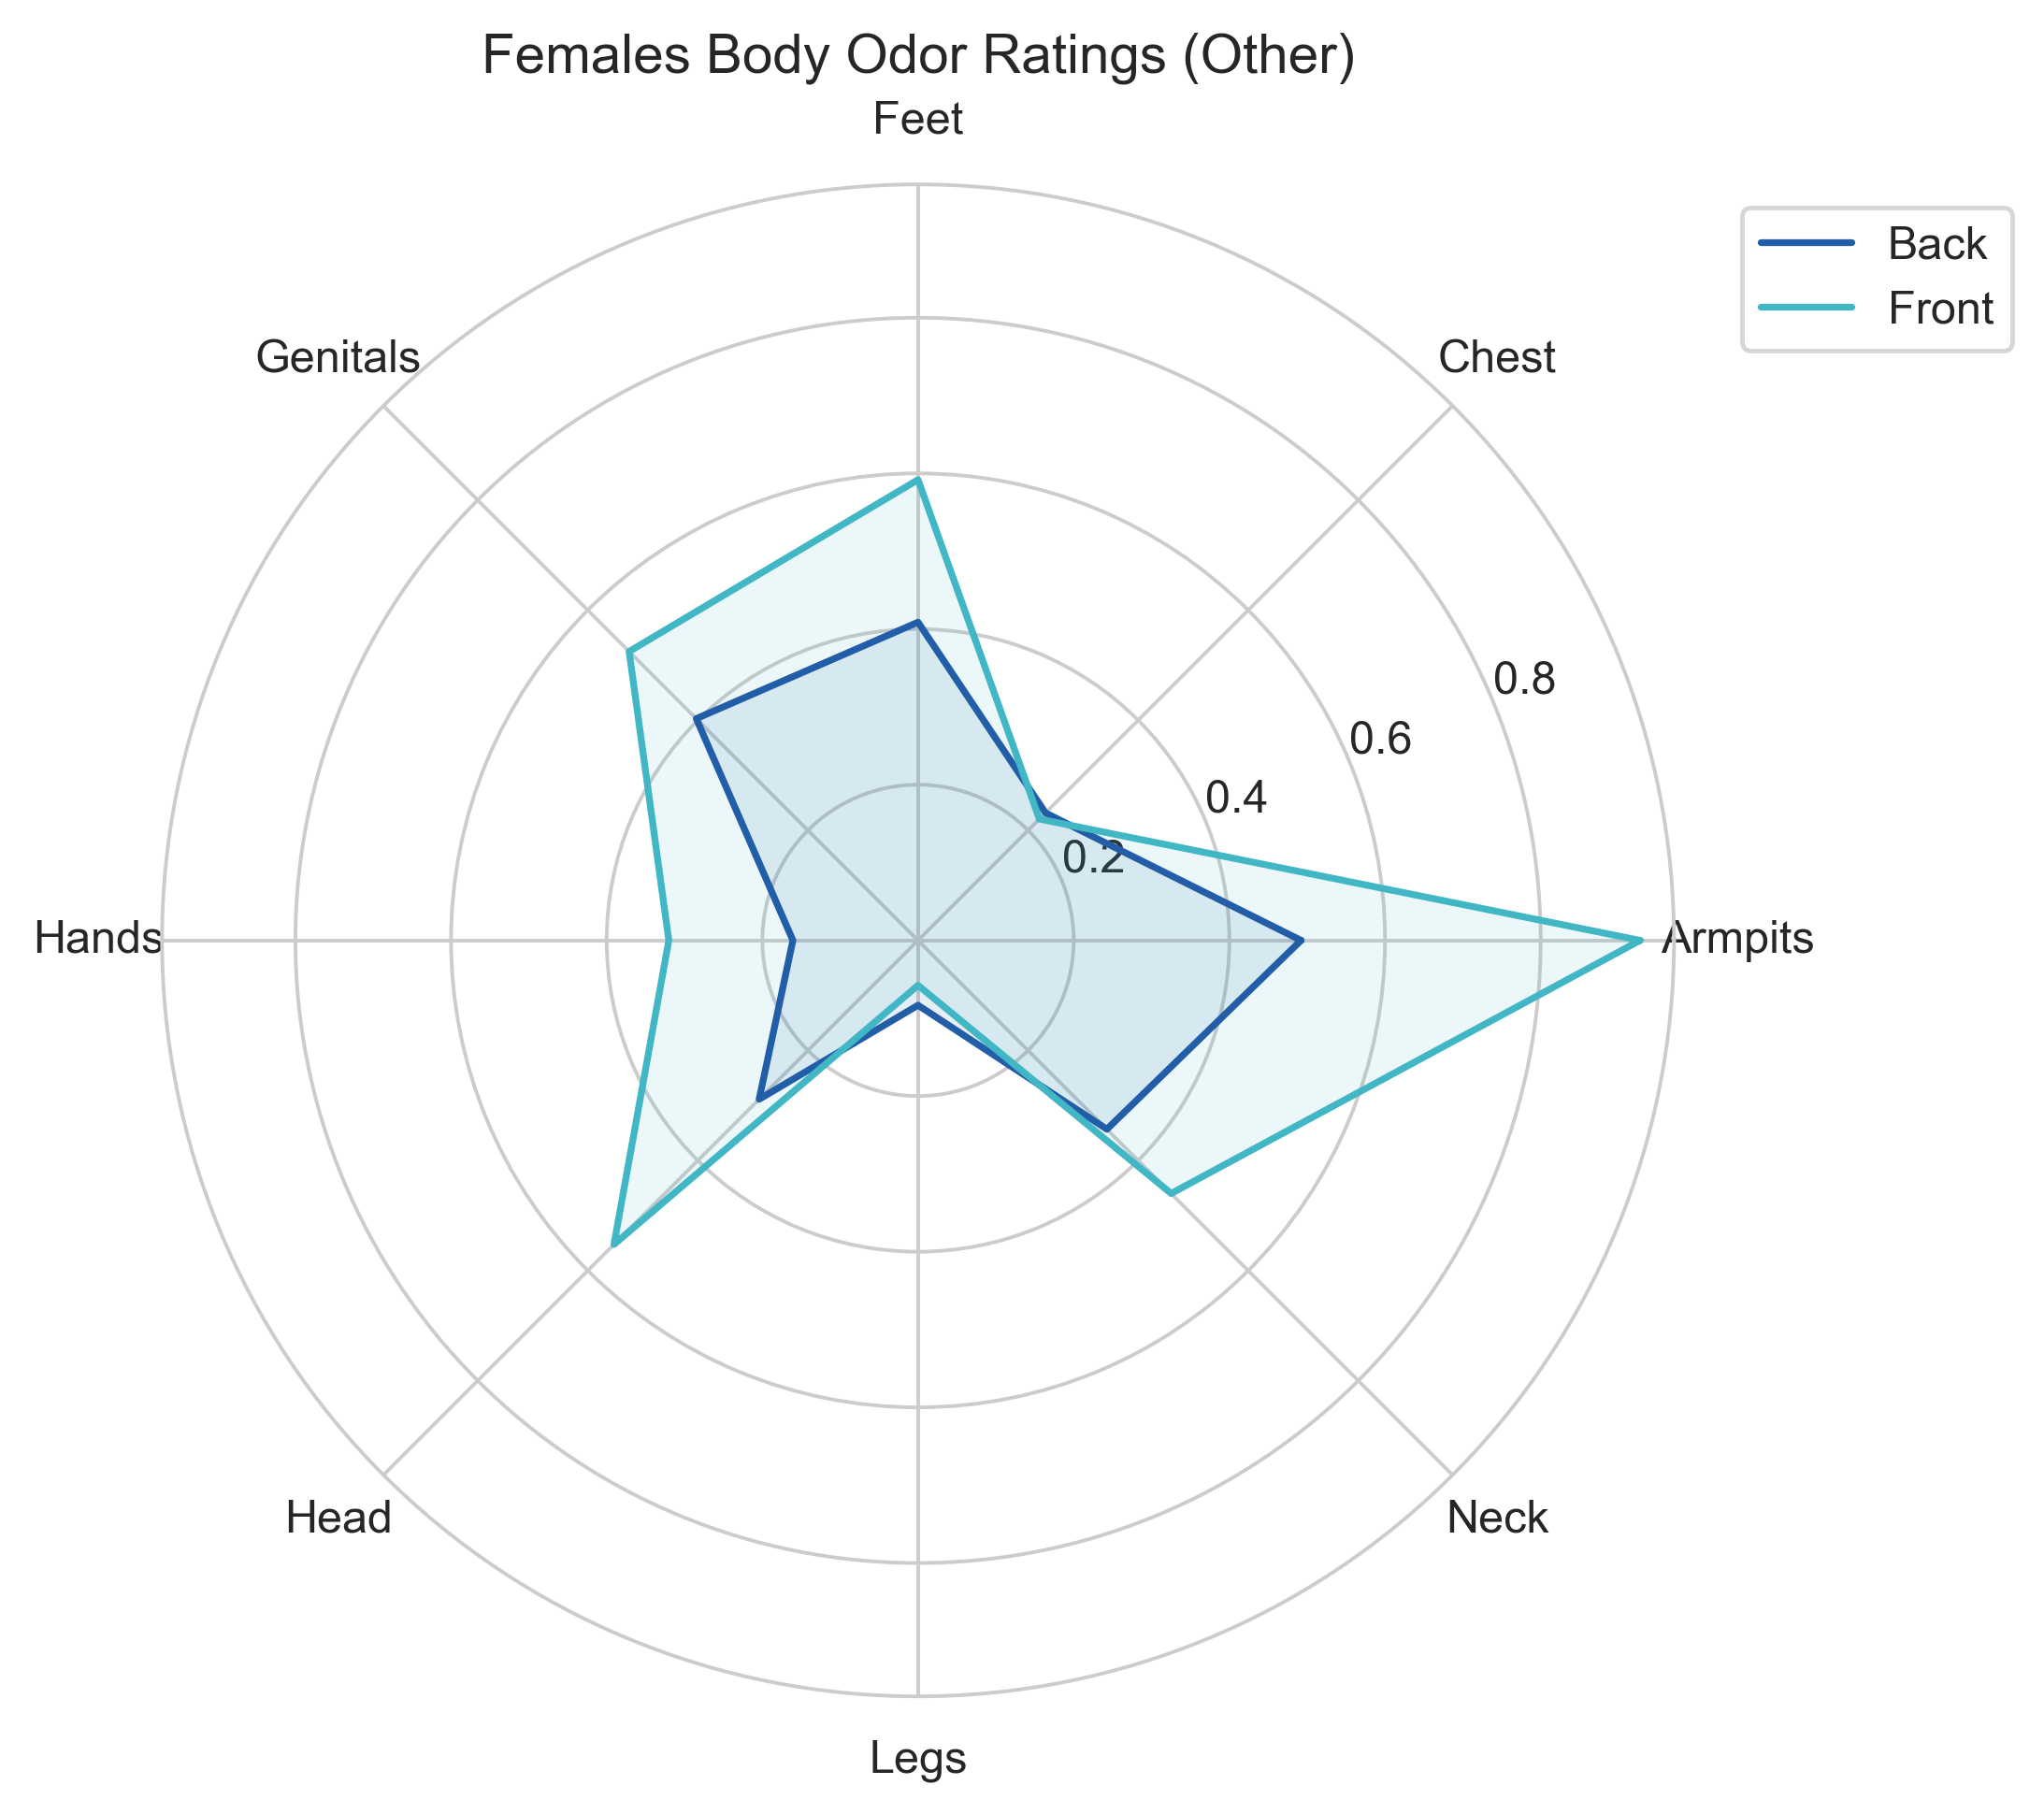 Females Body Odor Ratings (Other)
Feet
Back
Front
Genitals
Chest
0.8
0.6
0.4
0.2
Hands
Armpits
Head
Neck
Legs